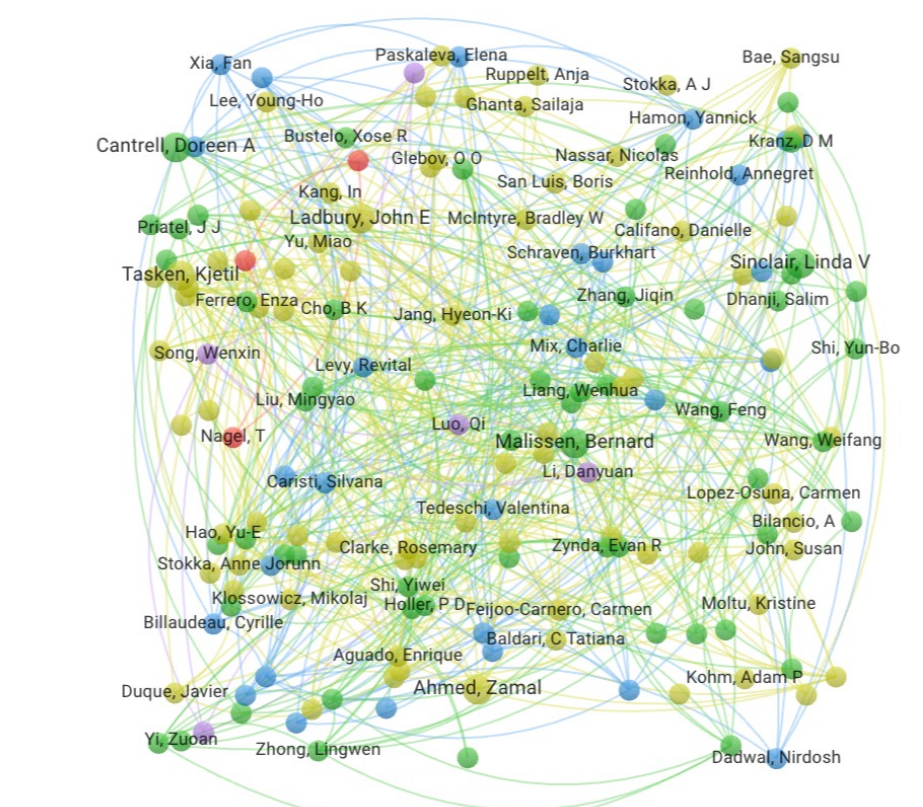 Paskaleva, Elena
Bae, Sangsu
Xia, Fan
Ruppelt, Anja
Stokka, A J
Lee, Young-Ho
Ghanta, Sailaja
Hamon, Yannick
Bustelo, Xose R
Kranz, D M
Cantrell, Doreen A
Glebov, O O
Nassar, Nicolas
Reinhold, Annegret
San Luis, Boris
Kang, In
Ladbury, John E
McIntyre, Bradley W
Priatel, J J
Califano, Danielle
Yu, Miao
Schraven, Burkhart
Sinclair, Linda V
Tasken, Kjetil
Zhang, Jiqin
Ferrero, Enza
Dhanji, Salim
Cho, B K
Jang, Hyeon-Ki
Mix, Charlie
Shi, Yun-Bo
Song, Wenxin
Levy, Revital
Liang, Wenhua
Liu, Mingyao
Wang, Feng
Luo, Qi
Nagel, T
Malissen, Bernard
Wang, Weifang
Li, Danyuan
Caristi, Silvana
Lopez-Osuna, Carmen
Tedeschi, Valentina
Bilancio, A
Hao, Yu-E
Clarke, Rosemary
Zynda, Evan R
John, Susan
Stokka, Anne Jorunn
Shi, Yiwei
Klossowicz, Mikolaj
Holler, P D
Feijoo-Carnero, Carmen
Moltu, Kristine
Billaudeau, Cyrille
Baldari, C Tatiana
Aguado, Enrique
Kohm, Adam P
Duque, Javier
Ahmed, Zamal
Yi, Zuoan
Zhong, Lingwen
Dadwal, Nirdosh